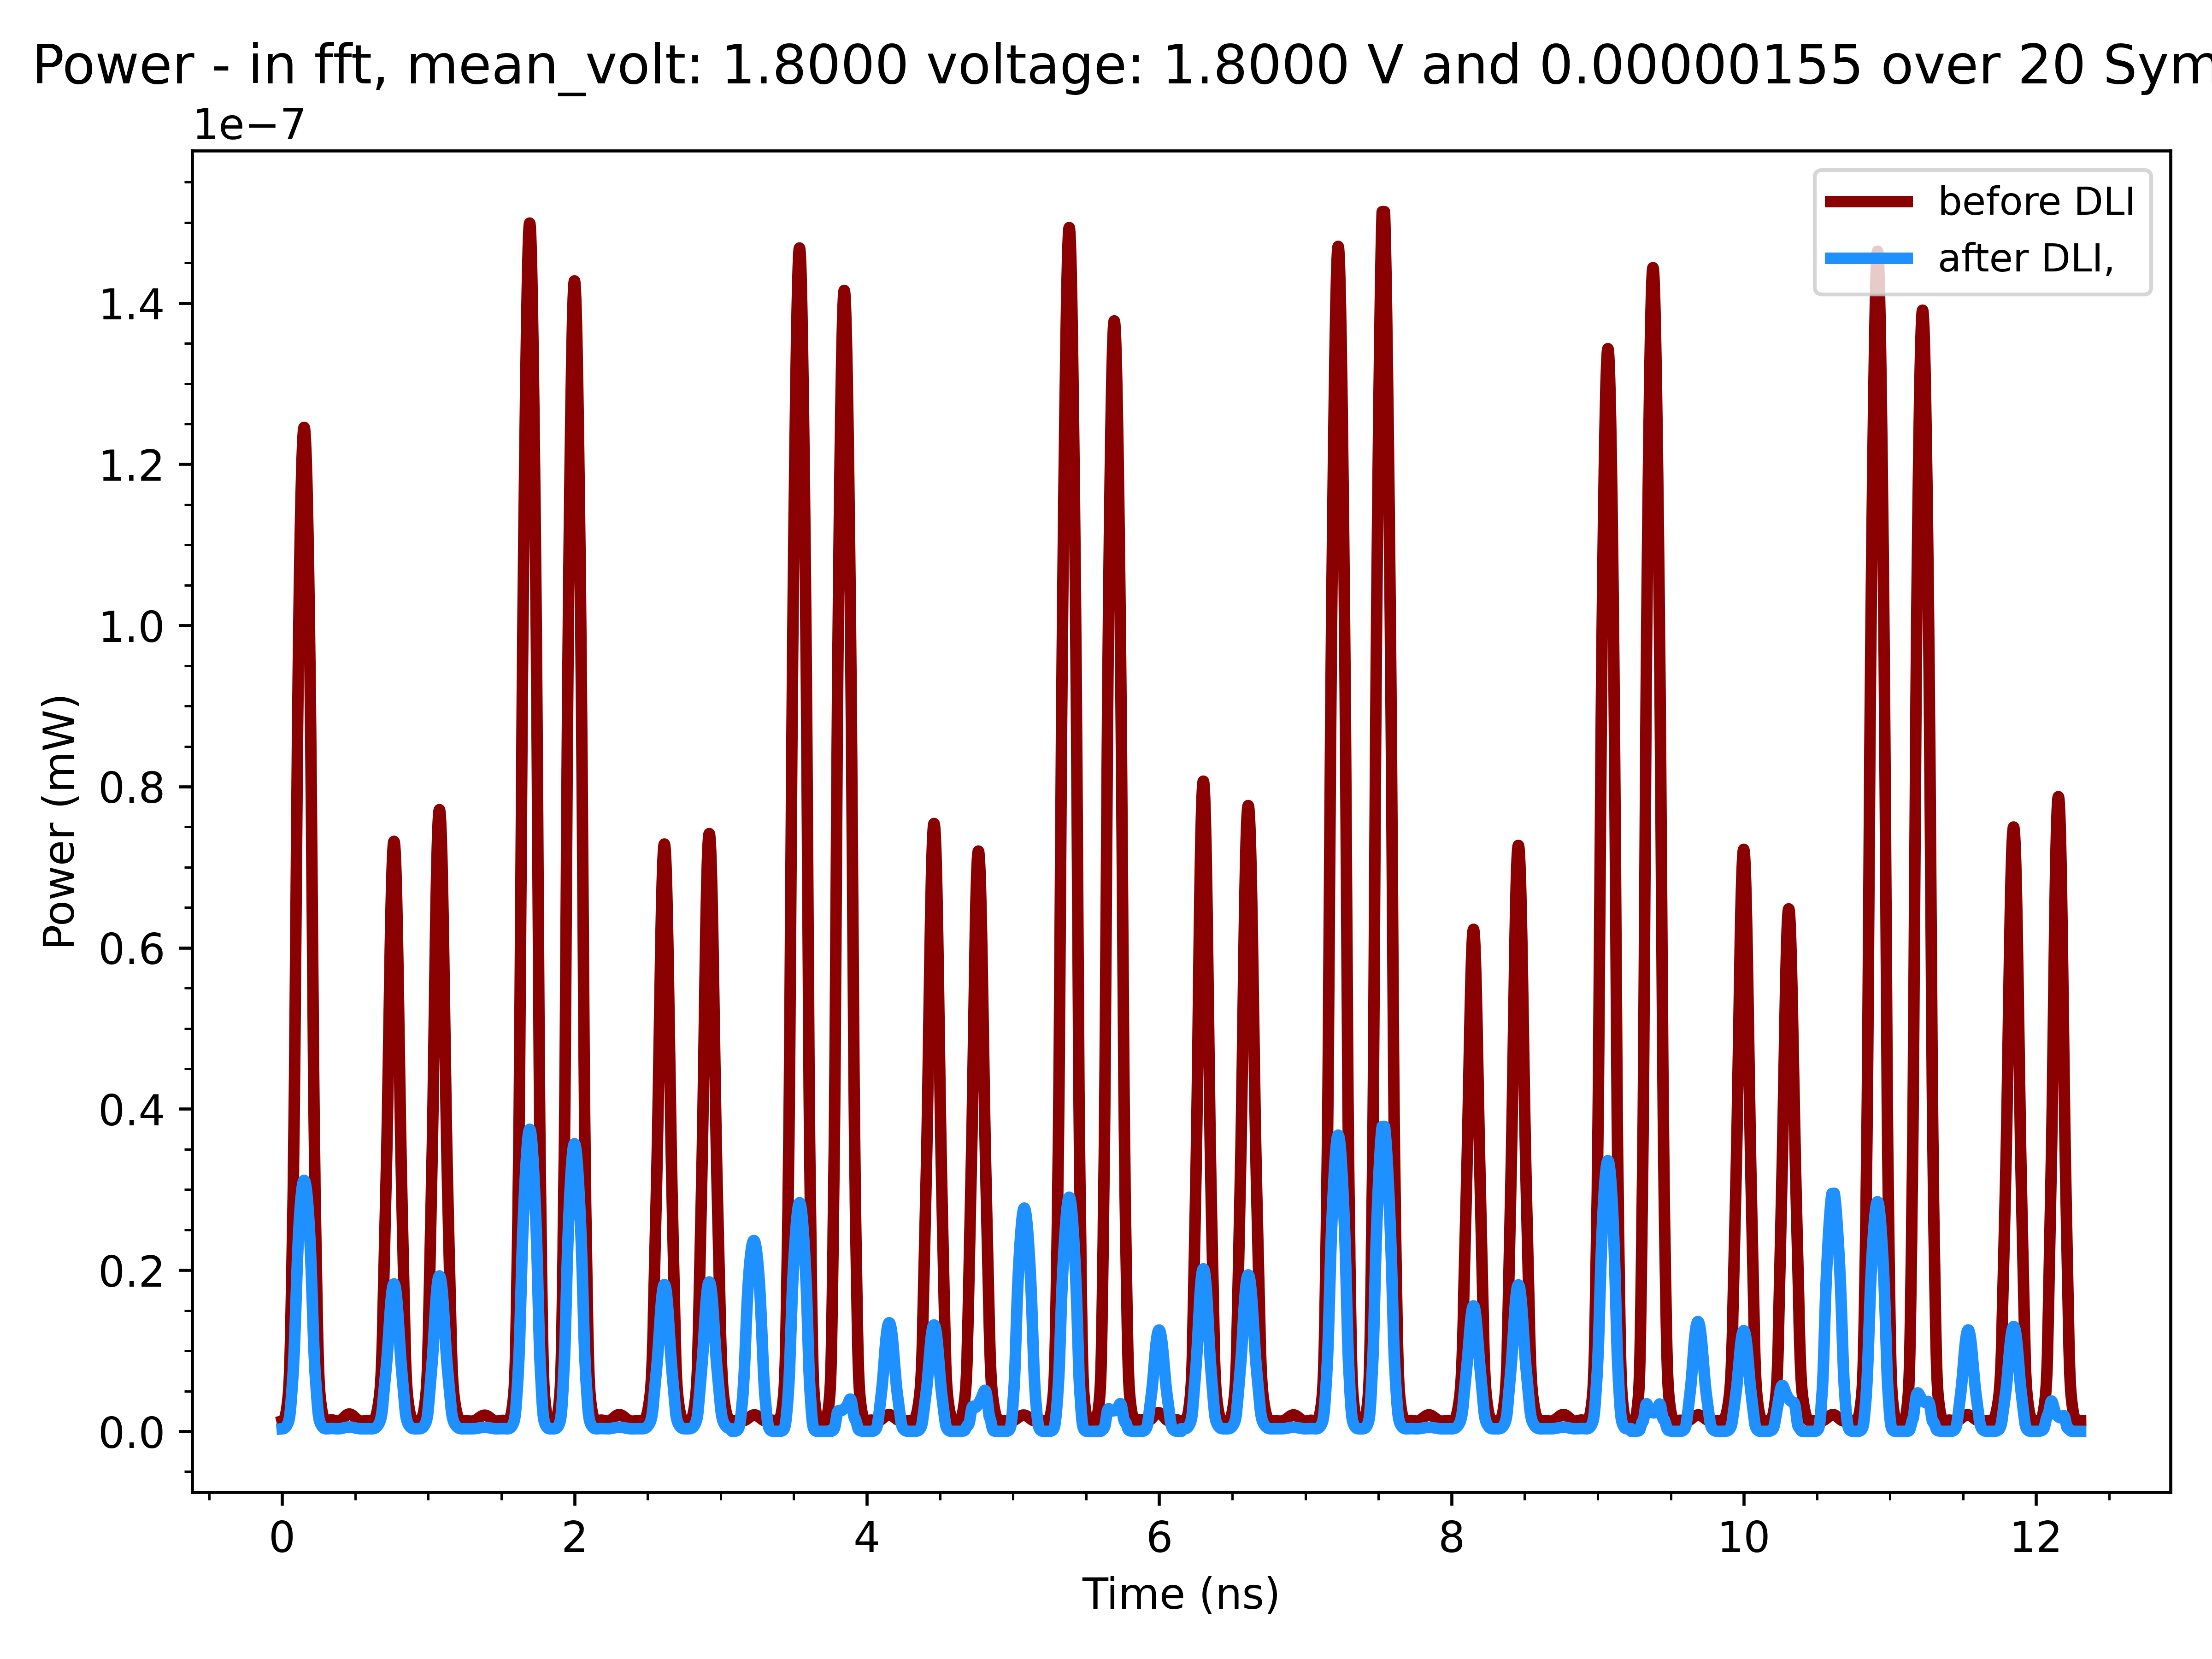 Power - in fft, mean_volt: 1.8000 voltage: 1.8000 V and 0.00000155 over 20 Sym
1e−7
before DLI
after DLI,
1.4
1.2
1.0
0.8
0.6
0.4
0.2
0.0
Power (mW)
0 2 4 6 8 10 12
Time (ns)